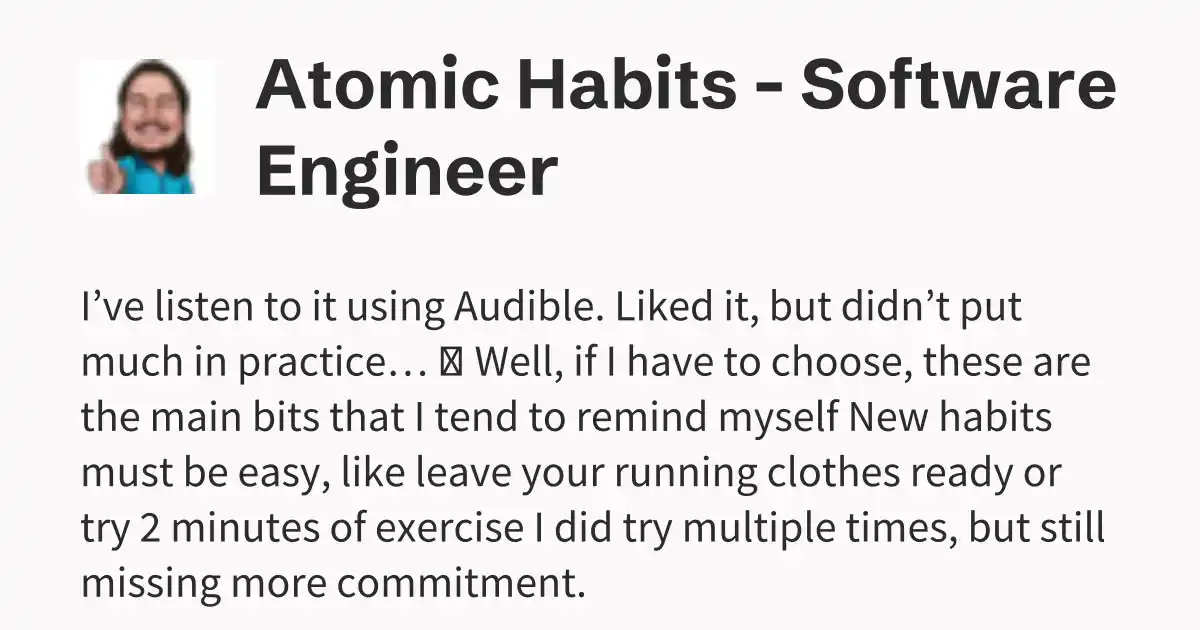 Atomic Habits - Software
Engineer
I’ve listen to it using Audible. Liked it, but didn’t put
much in practice… Well, if I have to choose, these are
the main bits that I tend to remind myself New habits
must be easy, like leave your running clothes ready or
try 2 minutes of exercise I did try multiple times, but still
missing more commitment.